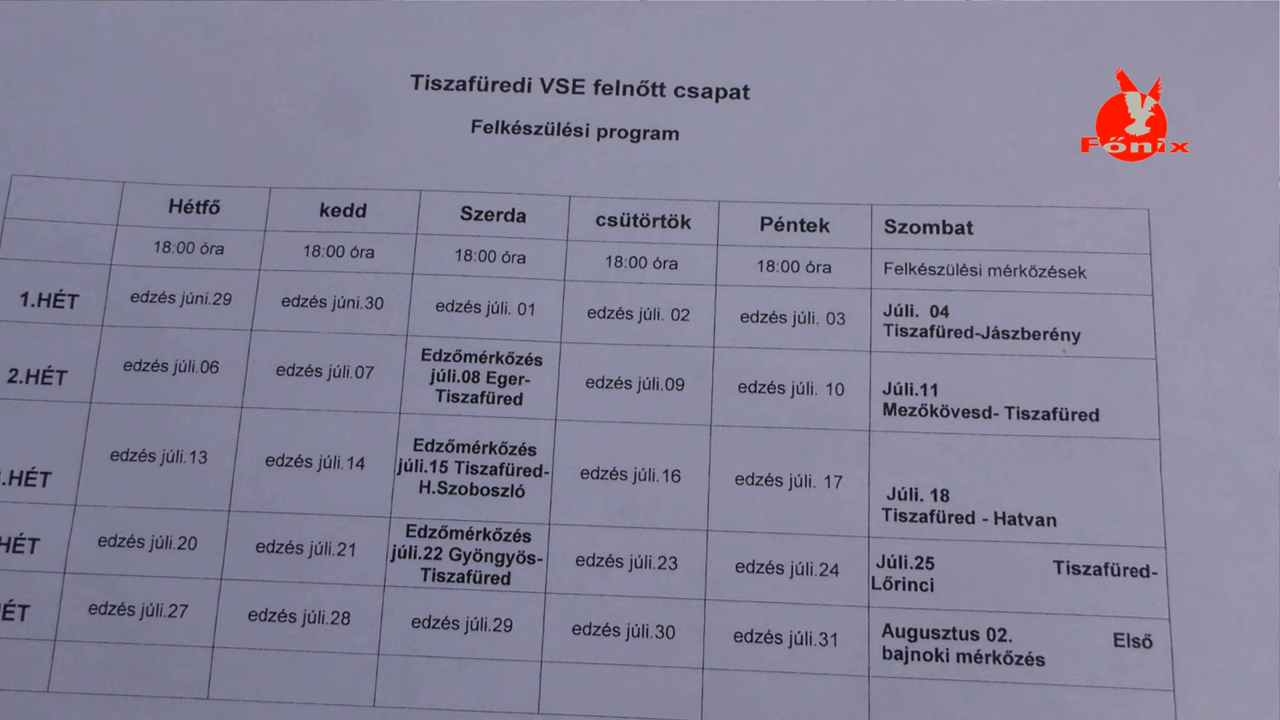 Tiszafüredi VSE felnőtt csapat
Felkészülési program
Főnix
Hétfő kedd Szerda csütörtök Péntek Szombat
18:00 óra 18:00 óra 18:00 óra 18:00 óra 18:00 óra Felkészülési mérkőzések
1.HÉT edzés júni.29 edzés júni.30 edzés júli. 01 edzés júli. 02 edzés júli. 03 Júli. 04
Tiszafüred-Jászberény
2.HÉT edzés júli.06 edzés júli.07 Edzőmérkőzés
júli.08 Eger-
Tiszafüred
edzés júli.09 edzés júli. 10 Júli.11
Mezőkövesd- Tiszafüred
.HÉT edzés júli.13 edzés júli.14 Edzőmérkőzés
júli.15 Tiszafüred-
H.Szoboszló
edzés júli.16 edzés júli. 17 Júli. 18
Tiszafüred - Hatvan
HÉT edzés júli.20 edzés júli.21 Edzőmérkőzés
júli.22 Gyöngyös-
Tiszafüred
edzés júli.23 edzés júli.24 Júli.25 Tiszafüred-
Lőrinci
ÉT edzés júli.27 edzés júli.28 edzés júli.29 edzés júli.30 edzés júli.31 Augusztus 02. Első
bajnoki mérkőzés